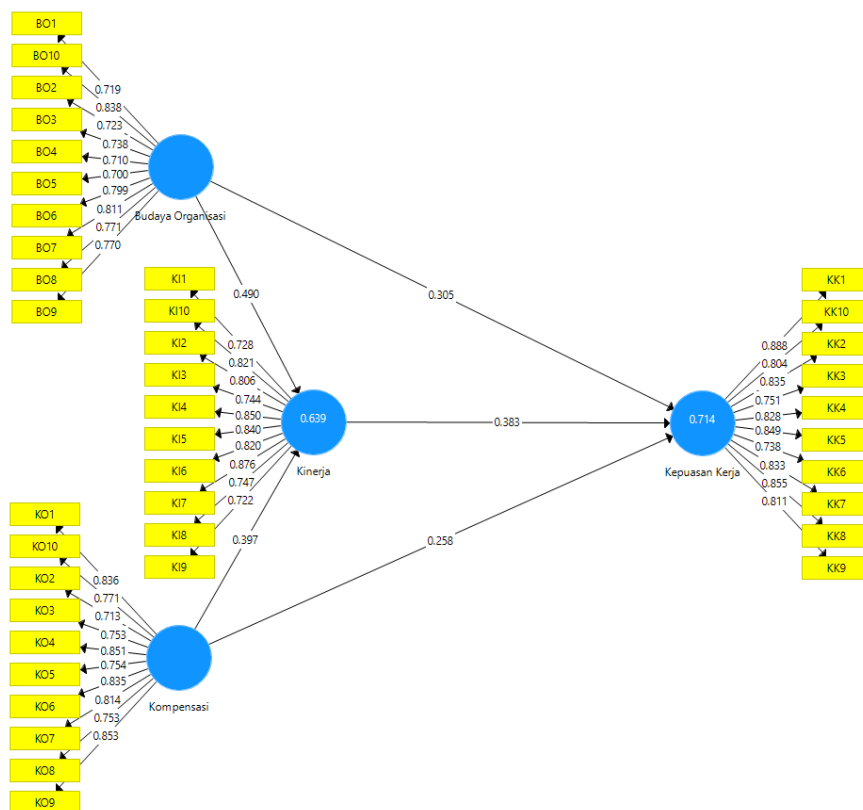 BO1
BO10
BO2
BO3
BO4
BO5
BO6
BO7
BO8
BO9
0.719
0.838
0.723
0.738
0.710
0.700
0.799
0.811
0.771
0.770
Budaya Organisasi
0.490
0.305
KI1
KI10
KI2
KI3
KI4
KI5
KI6
KI7
KI8
KI9
0.728
0.821
0.806
0.744
0.850
0.840
0.820
0.876
0.747
0.722
0.639
Kinerja
0.383
0.397
0.258
KK1
KK10
KK2
KK3
KK4
KK5
KK6
KK7
KK8
KK9
0.888
0.804
0.835
0.751
0.828
0.849
0.738
0.833
0.855
0.811
0.714
Kepuasan Kerja
KO1
KO10
KO2
KO3
KO4
KO5
KO6
KO7
KO8
KO9
0.836
0.771
0.713
0.753
0.851
0.754
0.835
0.814
0.753
0.853
Kompensasi